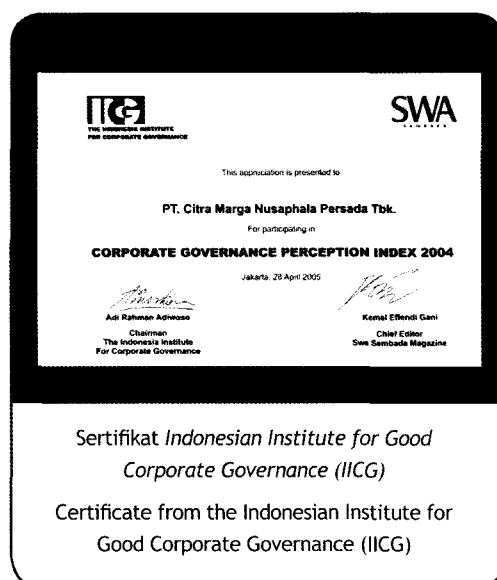 IICG
THE INDONESIA INSTITUTE
FOR CORPORATE GOVERNANCE
SWA
SEMBADA
This appreciation is presented to
PT. Citra Marga Nusaphala Persada Tbk.
For participating in
CORPORATE GOVERNANCE PERCEPTION INDEX 2004
Jakarta, 28 April 2005
Adi Rahman Adiwoso
Chairman
The Indonesia Institute
For Corporate Governance
Kemal Effendi Gani
Chief Editor
Swa Sembada Magazine
Sertifikat Indonesian Institute for Good
Corporate Governance (IICG)
Certificate from the Indonesian Institute for
Good Corporate Governance (IICG)